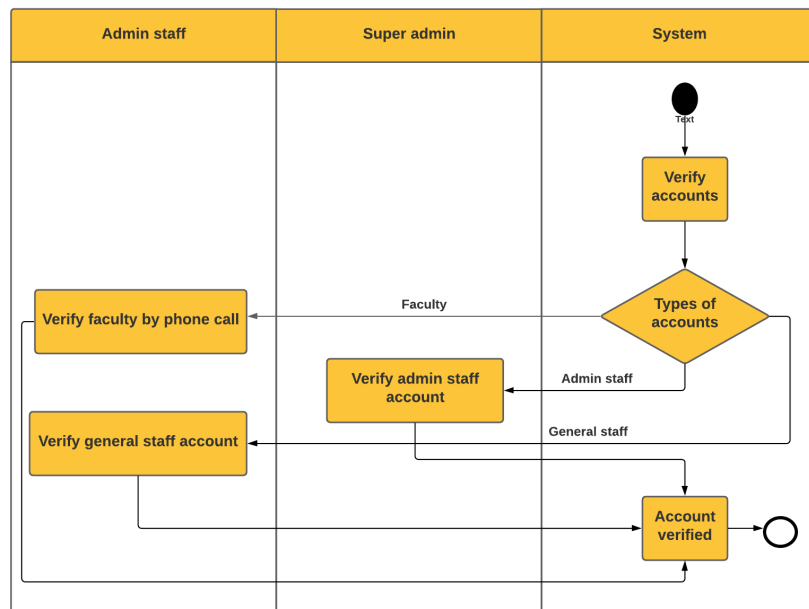 Admin staff
Super admin
System
Text
Verify
accounts
Types of
accounts
Faculty
Verify faculty by phone call
Admin staff
Verify admin staff
account
General staff
Verify general staff account
Account
verified